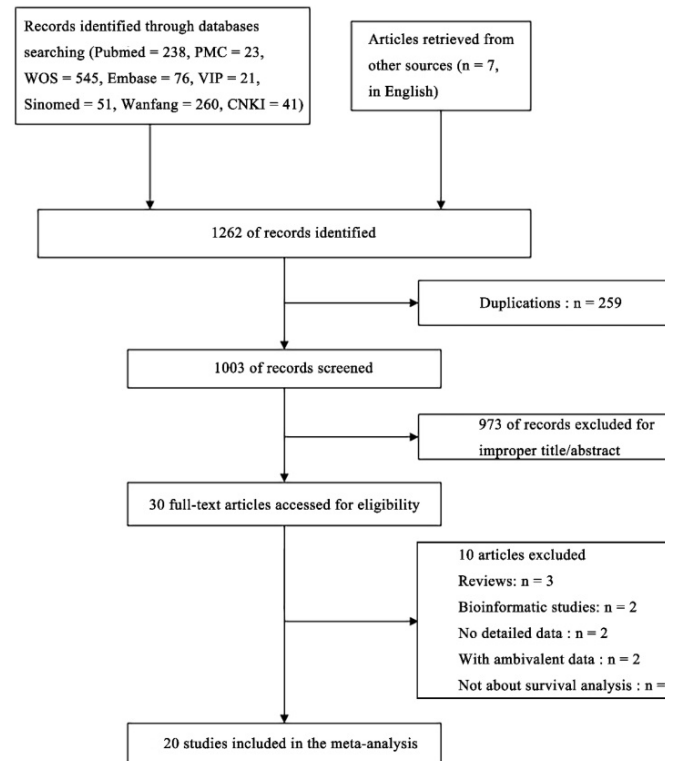 Records identified through databases
searching (Pubmed = 238, PMC = 23,
WOS = 545, Embase = 76, VIP = 21,
Sinomed = 51, Wanfang = 260, CNKI = 41)
Articles retrieved from
other sources (n = 7,
in English)
1262 of records identified
Duplications : n = 259
1003 of records screened
973 of records excluded for
improper title/abstract
30 full-text articles accessed for eligibility
10 articles excluded
Reviews: n = 3
Bioinformatic studies: n = 2
No detailed data : n = 2
With ambivalent data : n = 2
Not about survival analysis : n =
20 studies included in the meta-analysis